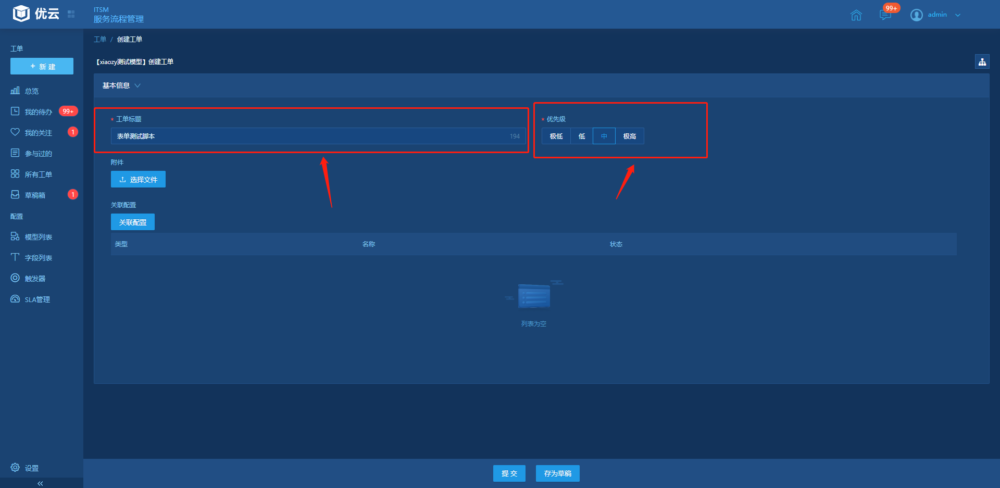 优云
ITSM
服务流程管理
99+
admin
工单
+ 新 建
总览
我的待办 99+
我的关注 1
参与过的
所有工单
草稿箱 1
配置
模型列表
字段列表
触发器
SLA管理
设置
工单 / 创建工单
【xiaozy测试模型】创建工单
基本信息
* 工单标题
表单测试脚本 194
* 优先级
极低 低 中 极高
附件
选择文件
关联配置
关联配置
类型 名称 状态
列表为空
提 交 存为草稿